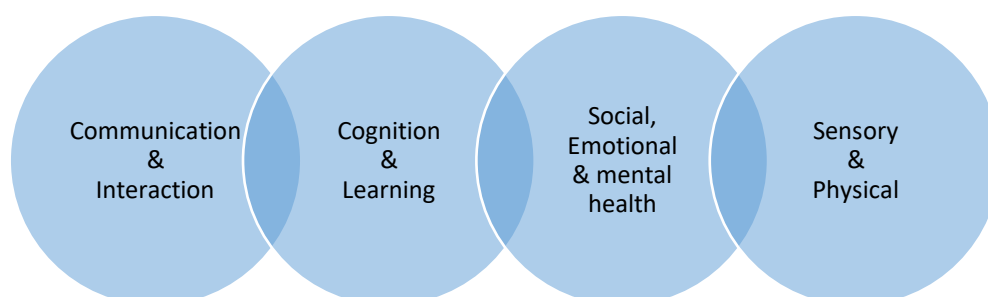 Communication
&
Interaction
Cognition
&
Learning
Social,
Emotional
& mental
health
Sensory
&
Physical